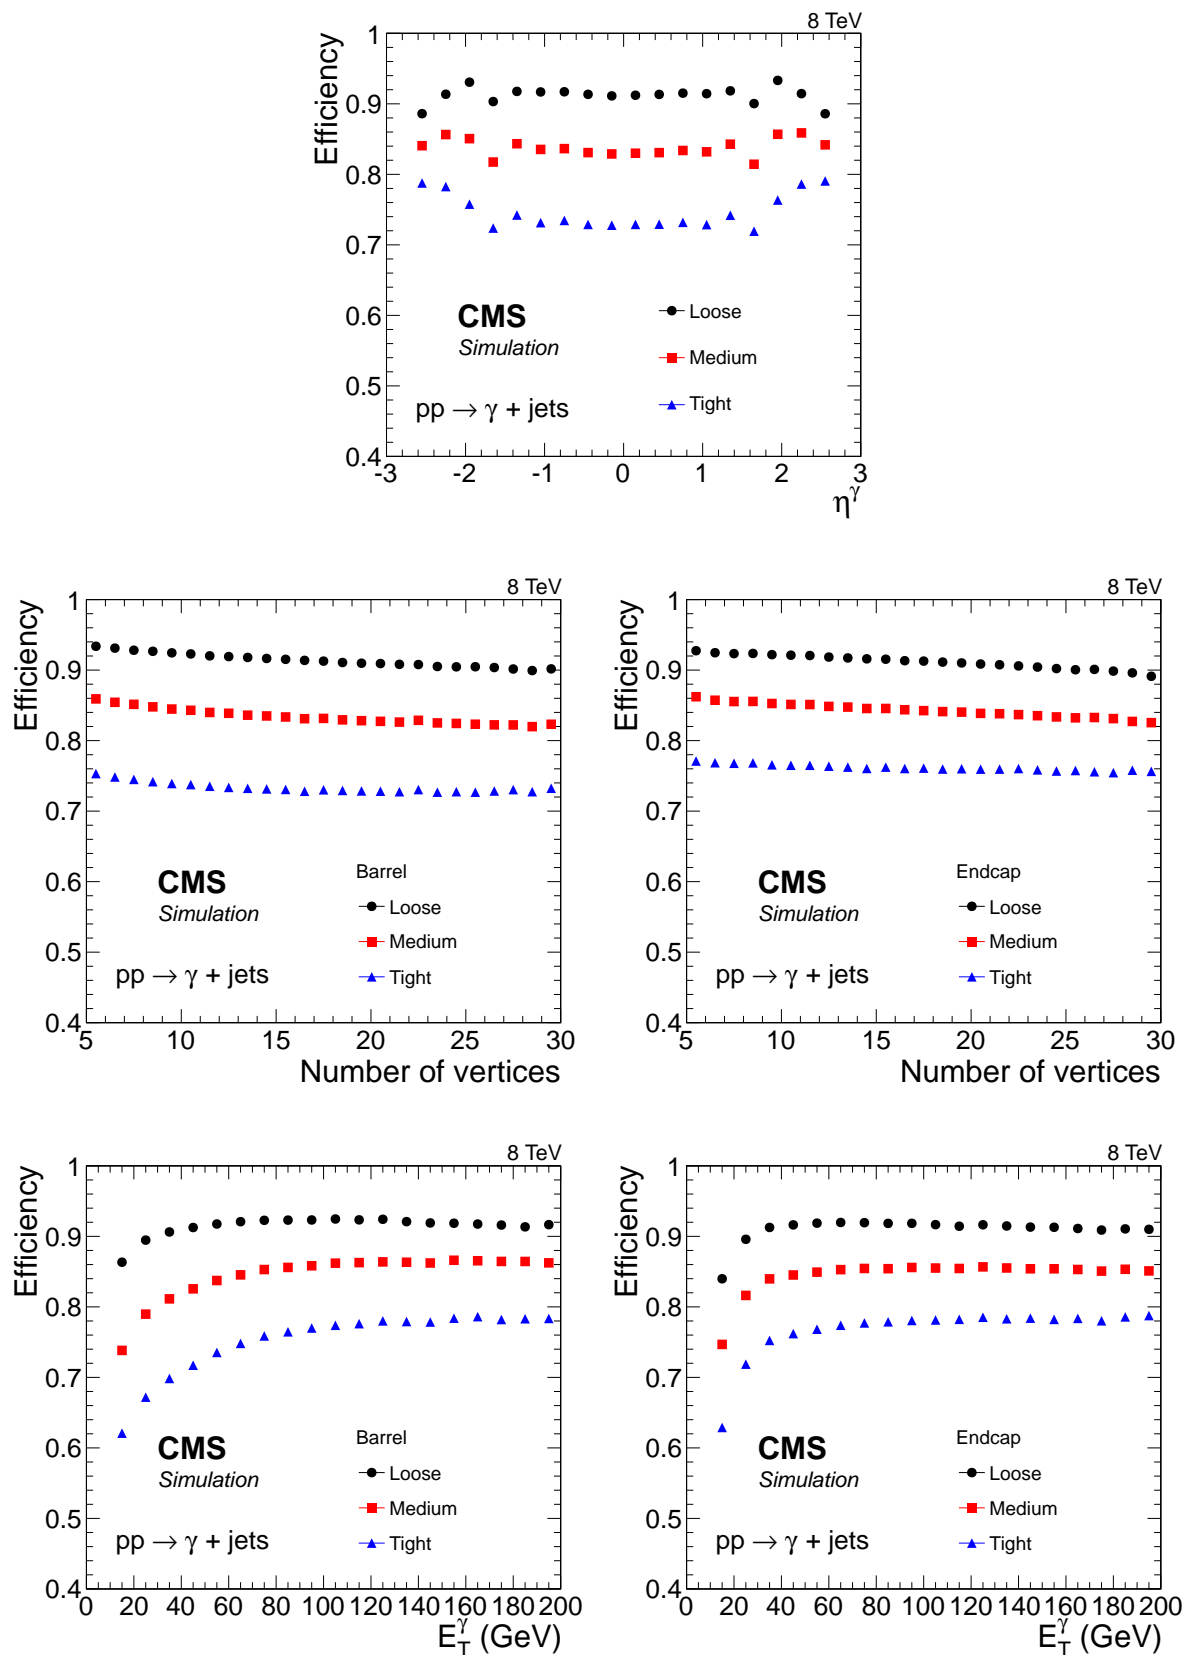 8 TeV
Efficiency
1
0.9
0.8
0.7
0.6
0.5
0.4
CMS
Simulation
pp → γ + jets
Loose
Medium
Tight
-3 -2 -1 0 1 2 3
η^γ
8 TeV
Efficiency
1
0.9
0.8
0.7
0.6
0.5
0.4
CMS
Simulation
pp → γ + jets
Barrel
Loose
Medium
Tight
5 10 15 20 25 30
Number of vertices
8 TeV
Efficiency
1
0.9
0.8
0.7
0.6
0.5
0.4
CMS
Simulation
pp → γ + jets
Endcap
Loose
Medium
Tight
5 10 15 20 25 30
Number of vertices
8 TeV
Efficiency
1
0.9
0.8
0.7
0.6
0.5
0.4
CMS
Simulation
pp → γ + jets
Barrel
Loose
Medium
Tight
0 20 40 60 80 100 120 140 160 180 200
E_T^γ (GeV)
8 TeV
Efficiency
1
0.9
0.8
0.7
0.6
0.5
0.4
CMS
Simulation
pp → γ + jets
Endcap
Loose
Medium
Tight
0 20 40 60 80 100 120 140 160 180 200
E_T^γ (GeV)